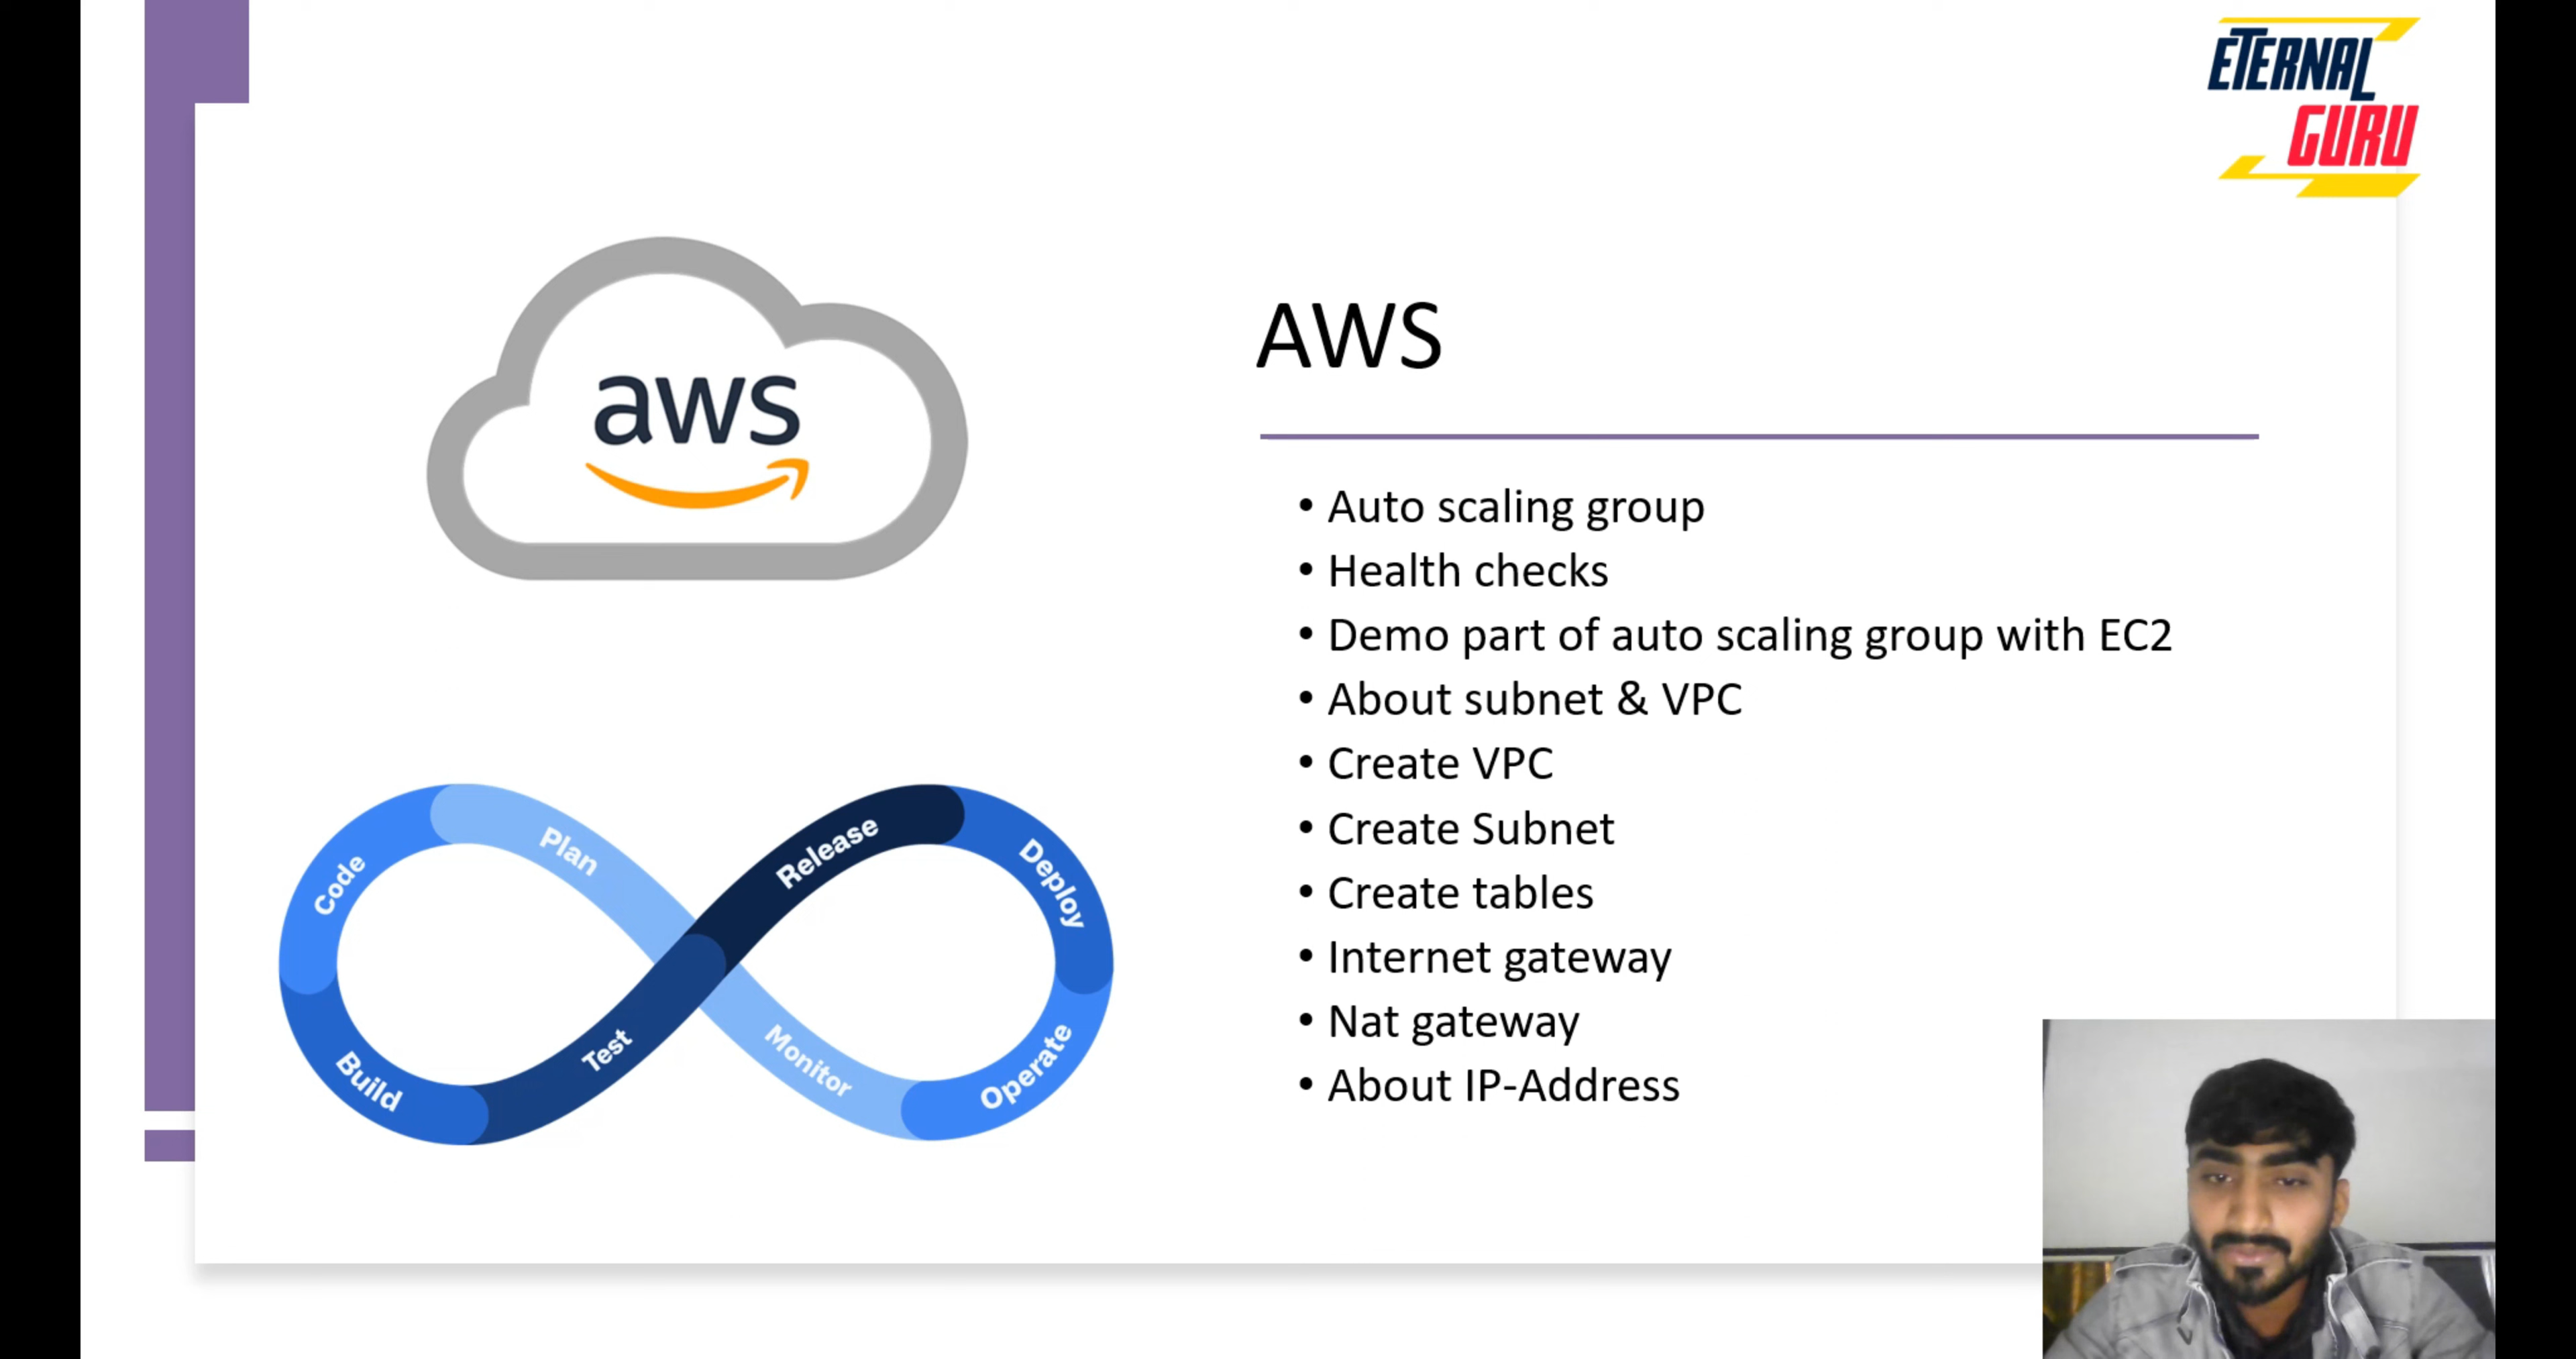 ETERNAL
GURU
aws
AWS
• Auto scaling group
• Health checks
• Demo part of auto scaling group with EC2
• About subnet & VPC
• Create VPC
• Create Subnet
• Create tables
• Internet gateway
• Nat gateway
• About IP-Address
Code
Plan
Release
Deploy
Build
Test
Monitor
Operate